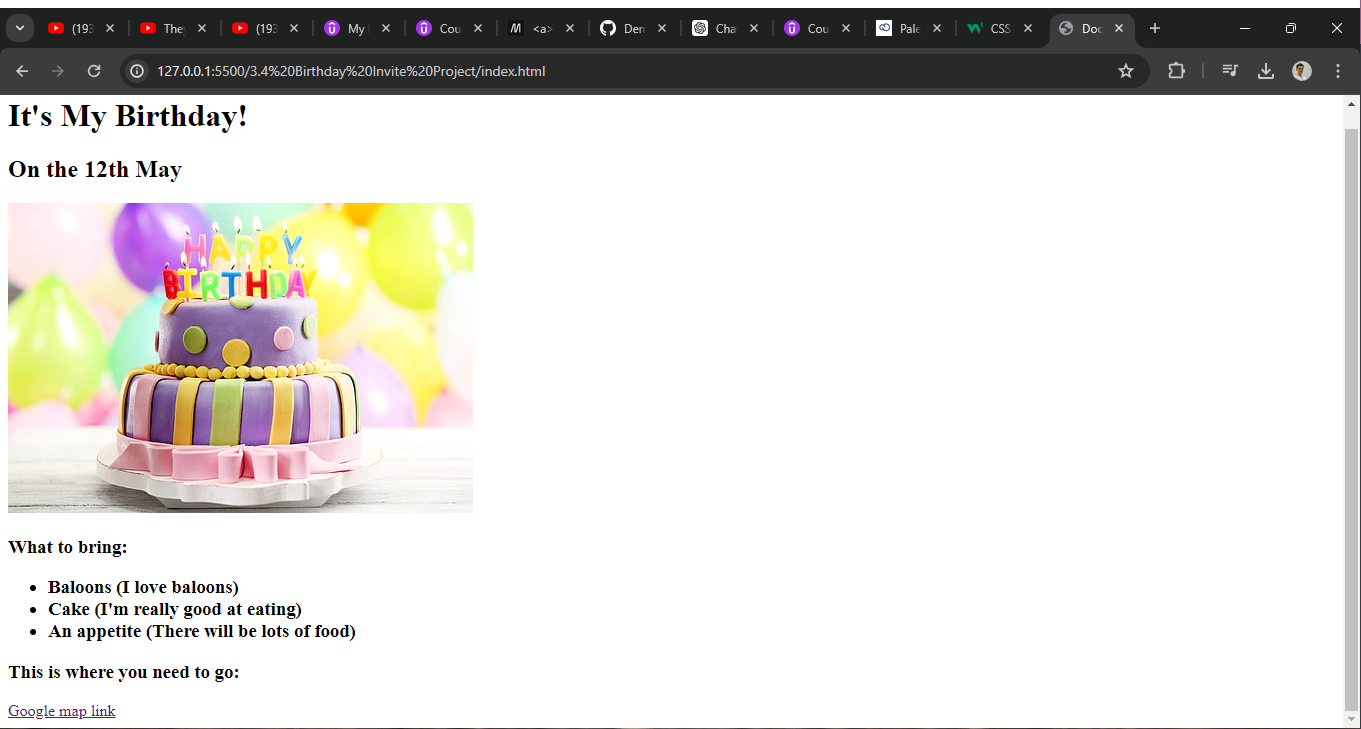 (193
They
(193
My
Cou
<a>
Den
Cha
Cou
Pale
CSS
Doc
127.0.0.1:5500/3.4%20Birthday%20Invite%20Project/index.html
It's My Birthday!
On the 12th May
HAPPY
BIRTHDAY
What to bring:
• Baloons (I love baloons)
• Cake (I'm really good at eating)
• An appetite (There will be lots of food)
This is where you need to go:
Google map link